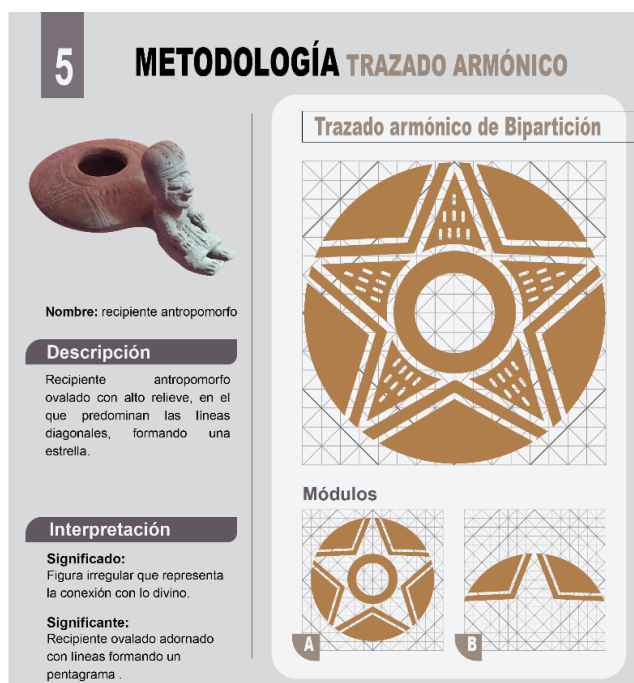 5
METODOLOGÍA TRAZADO ARMÓNICO
Nombre: recipiente antropomorfo
Descripción
Recipiente antropomorfo
ovalado con alto relieve, en el
que predominan las líneas
diagonales, formando una
estrella.
Interpretación
Significado:
Figura irregular que representa
la conexión con lo divino.
Significante:
Recipiente ovalado adornado
con líneas formando un
pentagrama .
Trazado armónico de Bipartición
Módulos
A
B